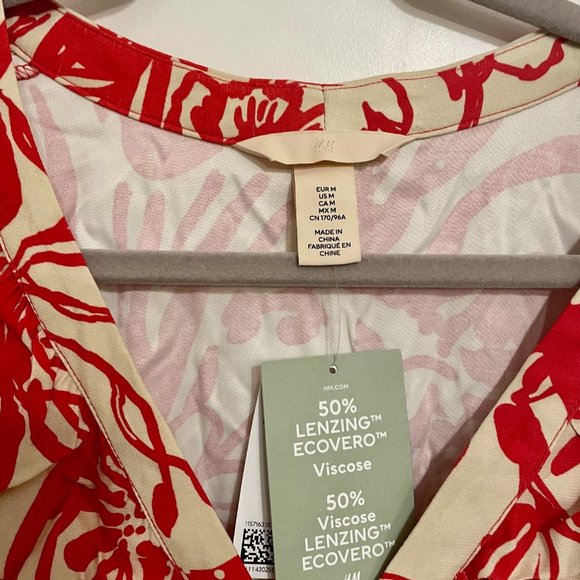 H&M
EUR M
US M
CA M
MX M
CN 170/96A
MADE IN
CHINA
FABRIQUÉ EN
CHINE
HM.COM
50%
LENZING™
ECOVERO™
Viscose
50%
Viscose
LENZING™
ECOVERO™
H&M